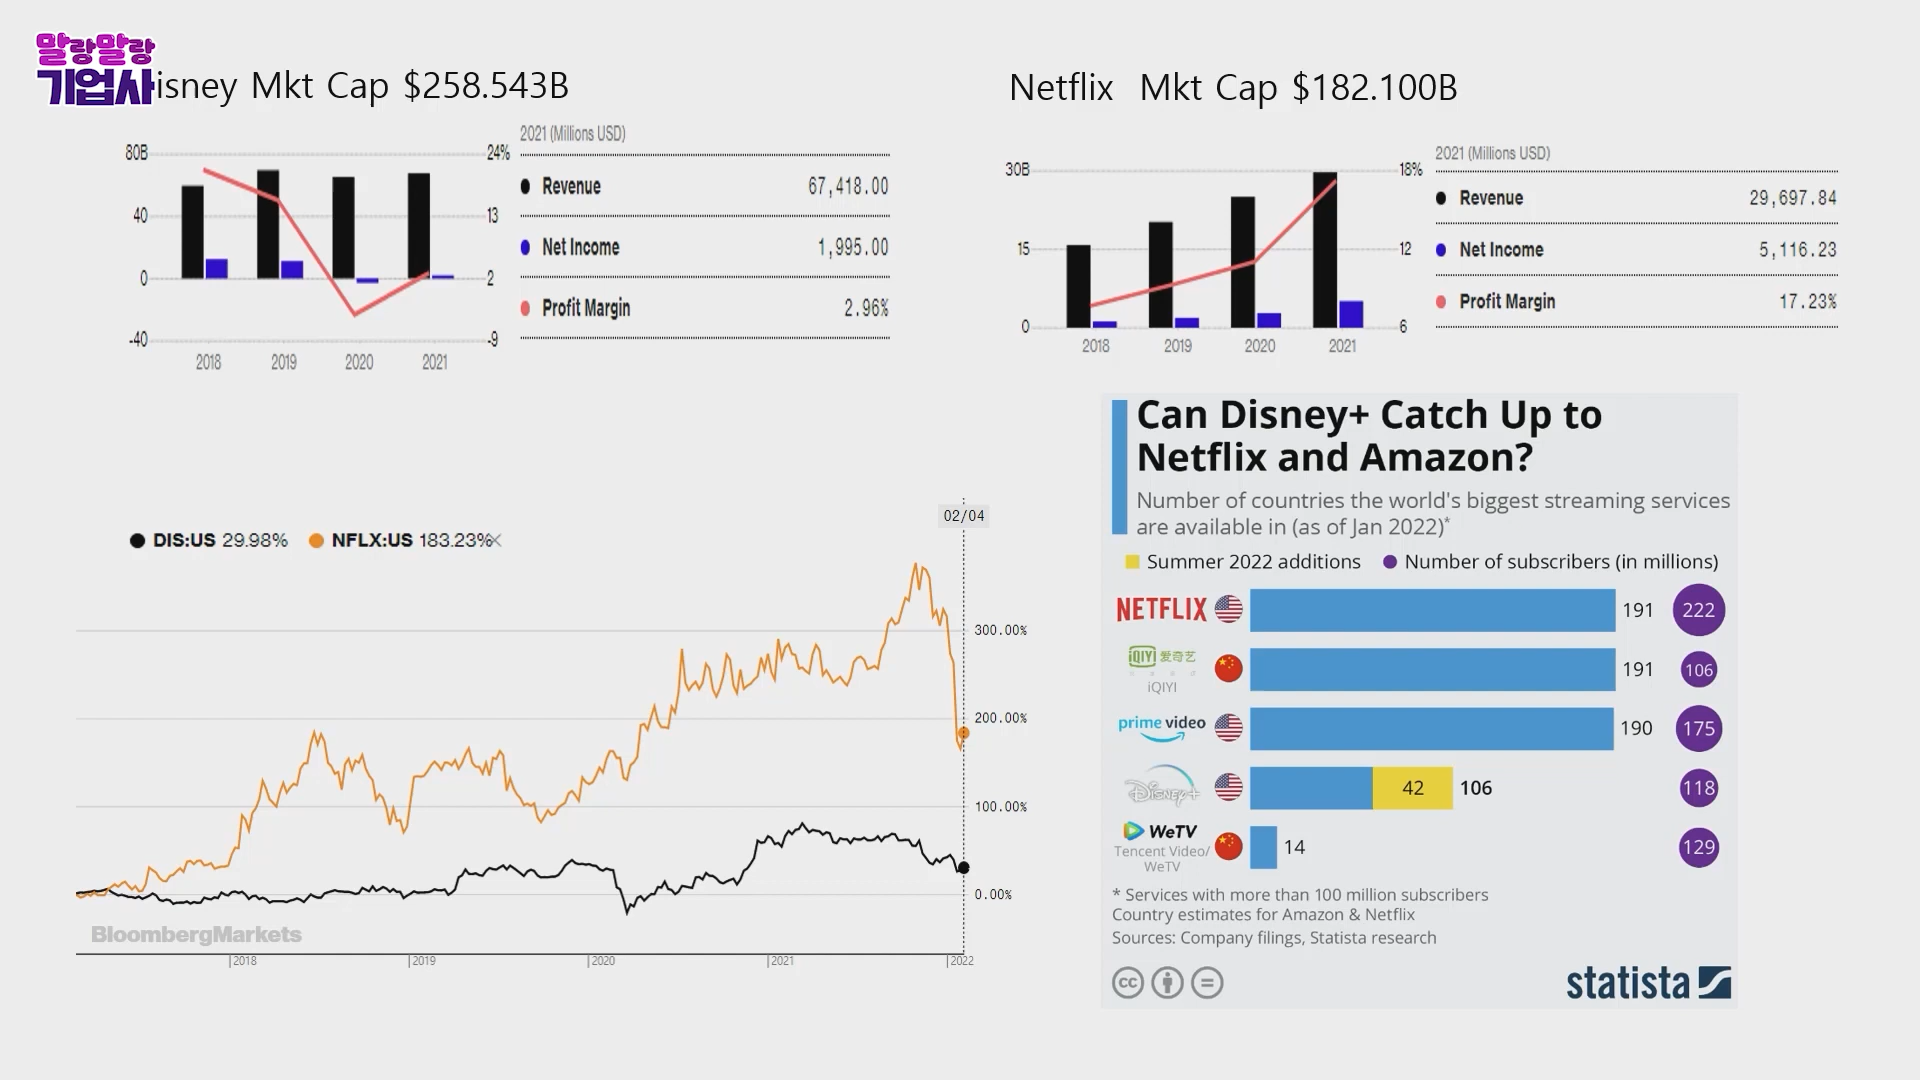 말랑말랑
기업사
isney Mkt Cap $258.543B
80B
40
0
-40
24%
13
2
-9
2018 2019 2020 2021
2021 (Millions USD)
Revenue 67,418.00
Net Income 1,995.00
Profit Margin 2.96%
Netflix Mkt Cap $182.100B
30B
15
0
18%
12
6
2018 2019 2020 2021
2021 (Millions USD)
Revenue 29,697.84
Net Income 5,116.23
Profit Margin 17.23%
02/04
DIS:US 29.98% NFLX:US 183.23%
300.00%
200.00%
100.00%
0.00%
BloombergMarkets
2018 2019 2020 2021 2022
Can Disney+ Catch Up to
Netflix and Amazon?
Number of countries the world's biggest streaming services
are available in (as of Jan 2022)*
Summer 2022 additions Number of subscribers (in millions)
NETFLIX 191 222
iQIYI 爱奇艺
iQIYI
191 106
prime video 190 175
Disney+ 42 106 118
WeTV
Tencent Video/
WeTV
14 129
* Services with more than 100 million subscribers
Country estimates for Amazon & Netflix
Sources: Company filings, Statista research
cc
statista